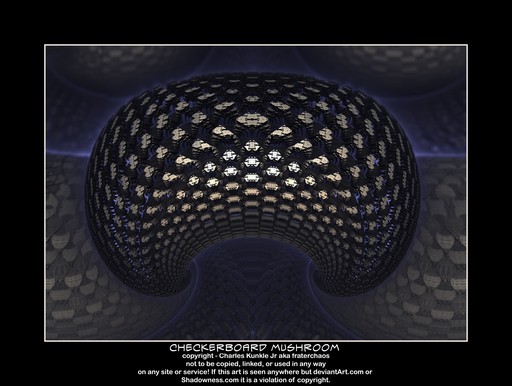 CHECKERBOARD MUSHROOM
copyright - Charles Kunkle Jr aka fraterchaos
not to be copied, linked, or used in any way
on any site or service! If this art is seen anywhere but deviantArt.com or
Shadowness.com it is a violation of copyright.